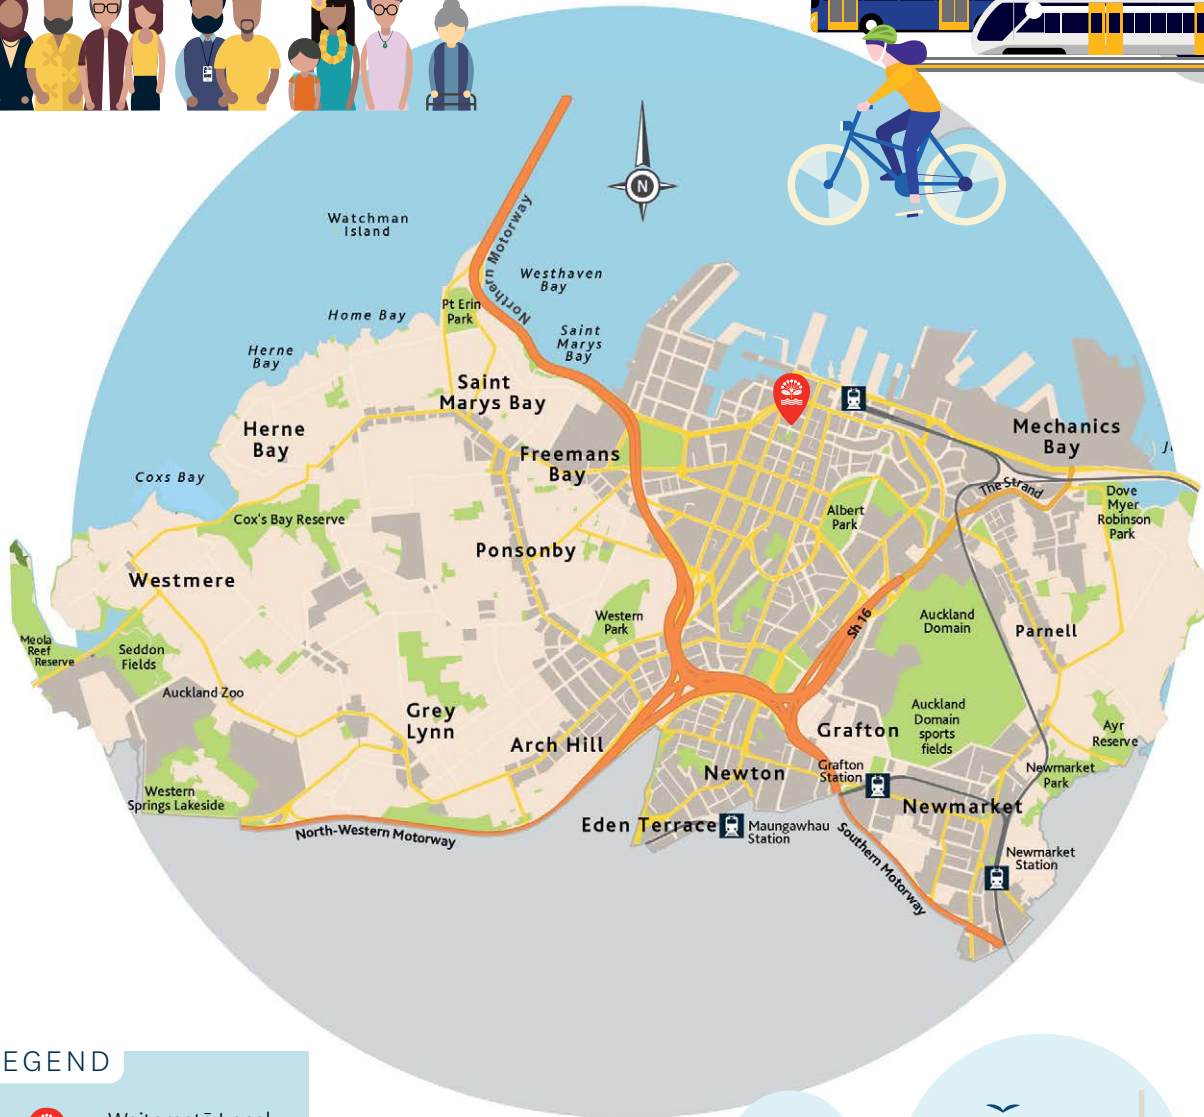 N
Watchman
Island
Northern Motorway
Westhaven
Bay
Pt Erin
Park
Home Bay
Saint
Marys
Bay
Herne
Bay
Saint
Marys Bay
Herne
Bay
Freemans
Bay
Mechanics
Bay
Coxs Bay
The Strand
Dove
Myer
Robinson
Park
Cox's Bay Reserve
Albert
Park
Ponsonby
Westmere
Western
Park
Sh 16
Auckland
Domain
Parnell
Meola
Reef
Reserve
Seddon
Fields
Auckland Zoo
Grey
Lynn
Arch Hill
Auckland
Domain
sports
fields
Grafton
Ayr
Reserve
Newton
Grafton
Station
Newmarket
Park
Western
Springs Lakeside
Newmarket
North-Western Motorway
Eden Terrace
Maungawhau
Station
Southern Motorway
Newmarket
Station
EGEND